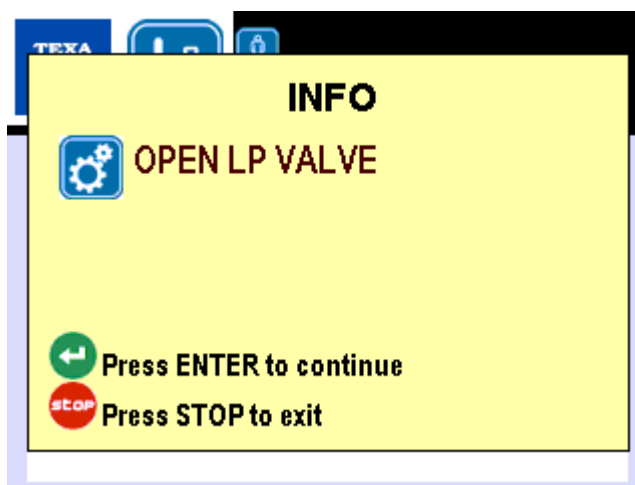 TEXA
INFO
OPEN LP VALVE
Press ENTER to continue
stop
Press STOP to exit